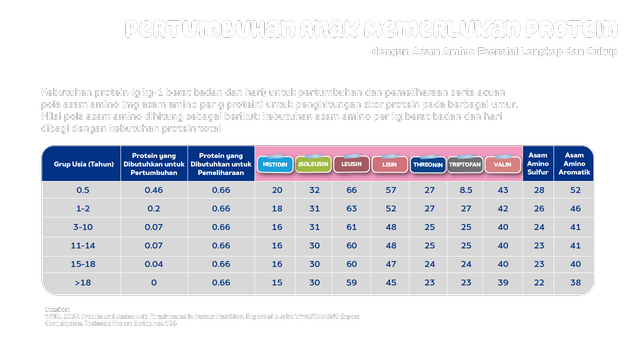 PERTUMBUHAN ANAK MEMERLUKAN PROTEIN
dengan Asam Amino Esensial Lengkap dan Cukup
Kebutuhan protein (g kg-1 berat badan dan hari) untuk pertumbuhan dan pemeliharaan serta acuan
pola asam amino (mg asam amino per g protein) untuk penghitungan skor protein pada berbagai umur.
Nilai pola asam amino dihitung sebagai berikut: kebutuhan asam amino per kg berat badan dan hari
dibagi dengan kebutuhan protein total
Grup Usia (Tahun) Protein yang Dibutuhkan untuk Pertumbuhan Protein yang Dibutuhkan untuk Pemeliharaan HISTIDIN ISOLEUSIN LEUSIN LISIN THREONIN TRIPTOFAN VALIN Asam Amino Sulfur Asam Amino Aromatik
0.5 0.46 0.66 20 32 66 57 27 8.5 43 28 52
1-2 0.2 0.66 18 31 63 52 27 27 42 26 46
3-10 0.07 0.66 16 31 61 48 25 25 40 24 41
11-14 0.07 0.66 16 30 60 48 25 25 40 23 41
15-18 0.04 0.66 16 30 60 47 24 24 40 23 40
>18 0 0.66 15 30 59 45 23 23 39 22 38